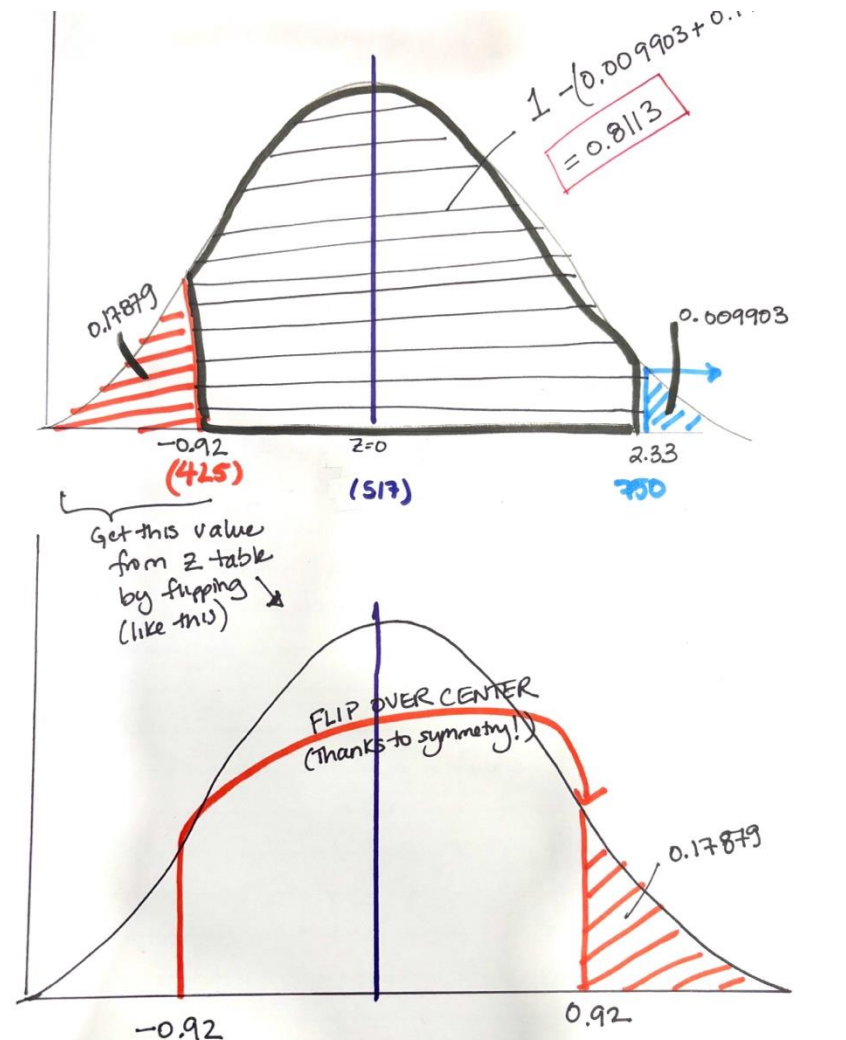 1 -(0.009903+ 0.1
= 0.8113
0.17879
0.009903
-0.92
Z=0
2.33
(425)
(517)
750
Get this value
from Z table
by flipping
(like this)
FLIP OVER CENTER
(Thanks to symmetry!)
0.17879
-0.92
0.92